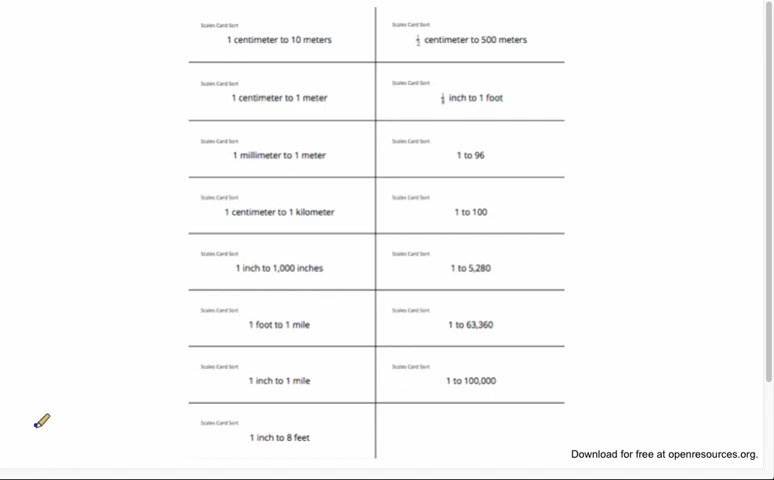 Scales Card Sort
1 centimeter to 10 meters
Scales Card Sort
½ centimeter to 500 meters
Scales Card Sort
1 centimeter to 1 meter
Scales Card Sort
⅛ inch to 1 foot
Scales Card Sort
1 millimeter to 1 meter
Scales Card Sort
1 to 96
Scales Card Sort
1 centimeter to 1 kilometer
Scales Card Sort
1 to 100
Scales Card Sort
1 inch to 1,000 inches
Scales Card Sort
1 to 5,280
Scales Card Sort
1 foot to 1 mile
Scales Card Sort
1 to 63,360
Scales Card Sort
1 inch to 1 mile
Scales Card Sort
1 to 100,000
Scales Card Sort
1 inch to 8 feet
Download for free at openresources.org.